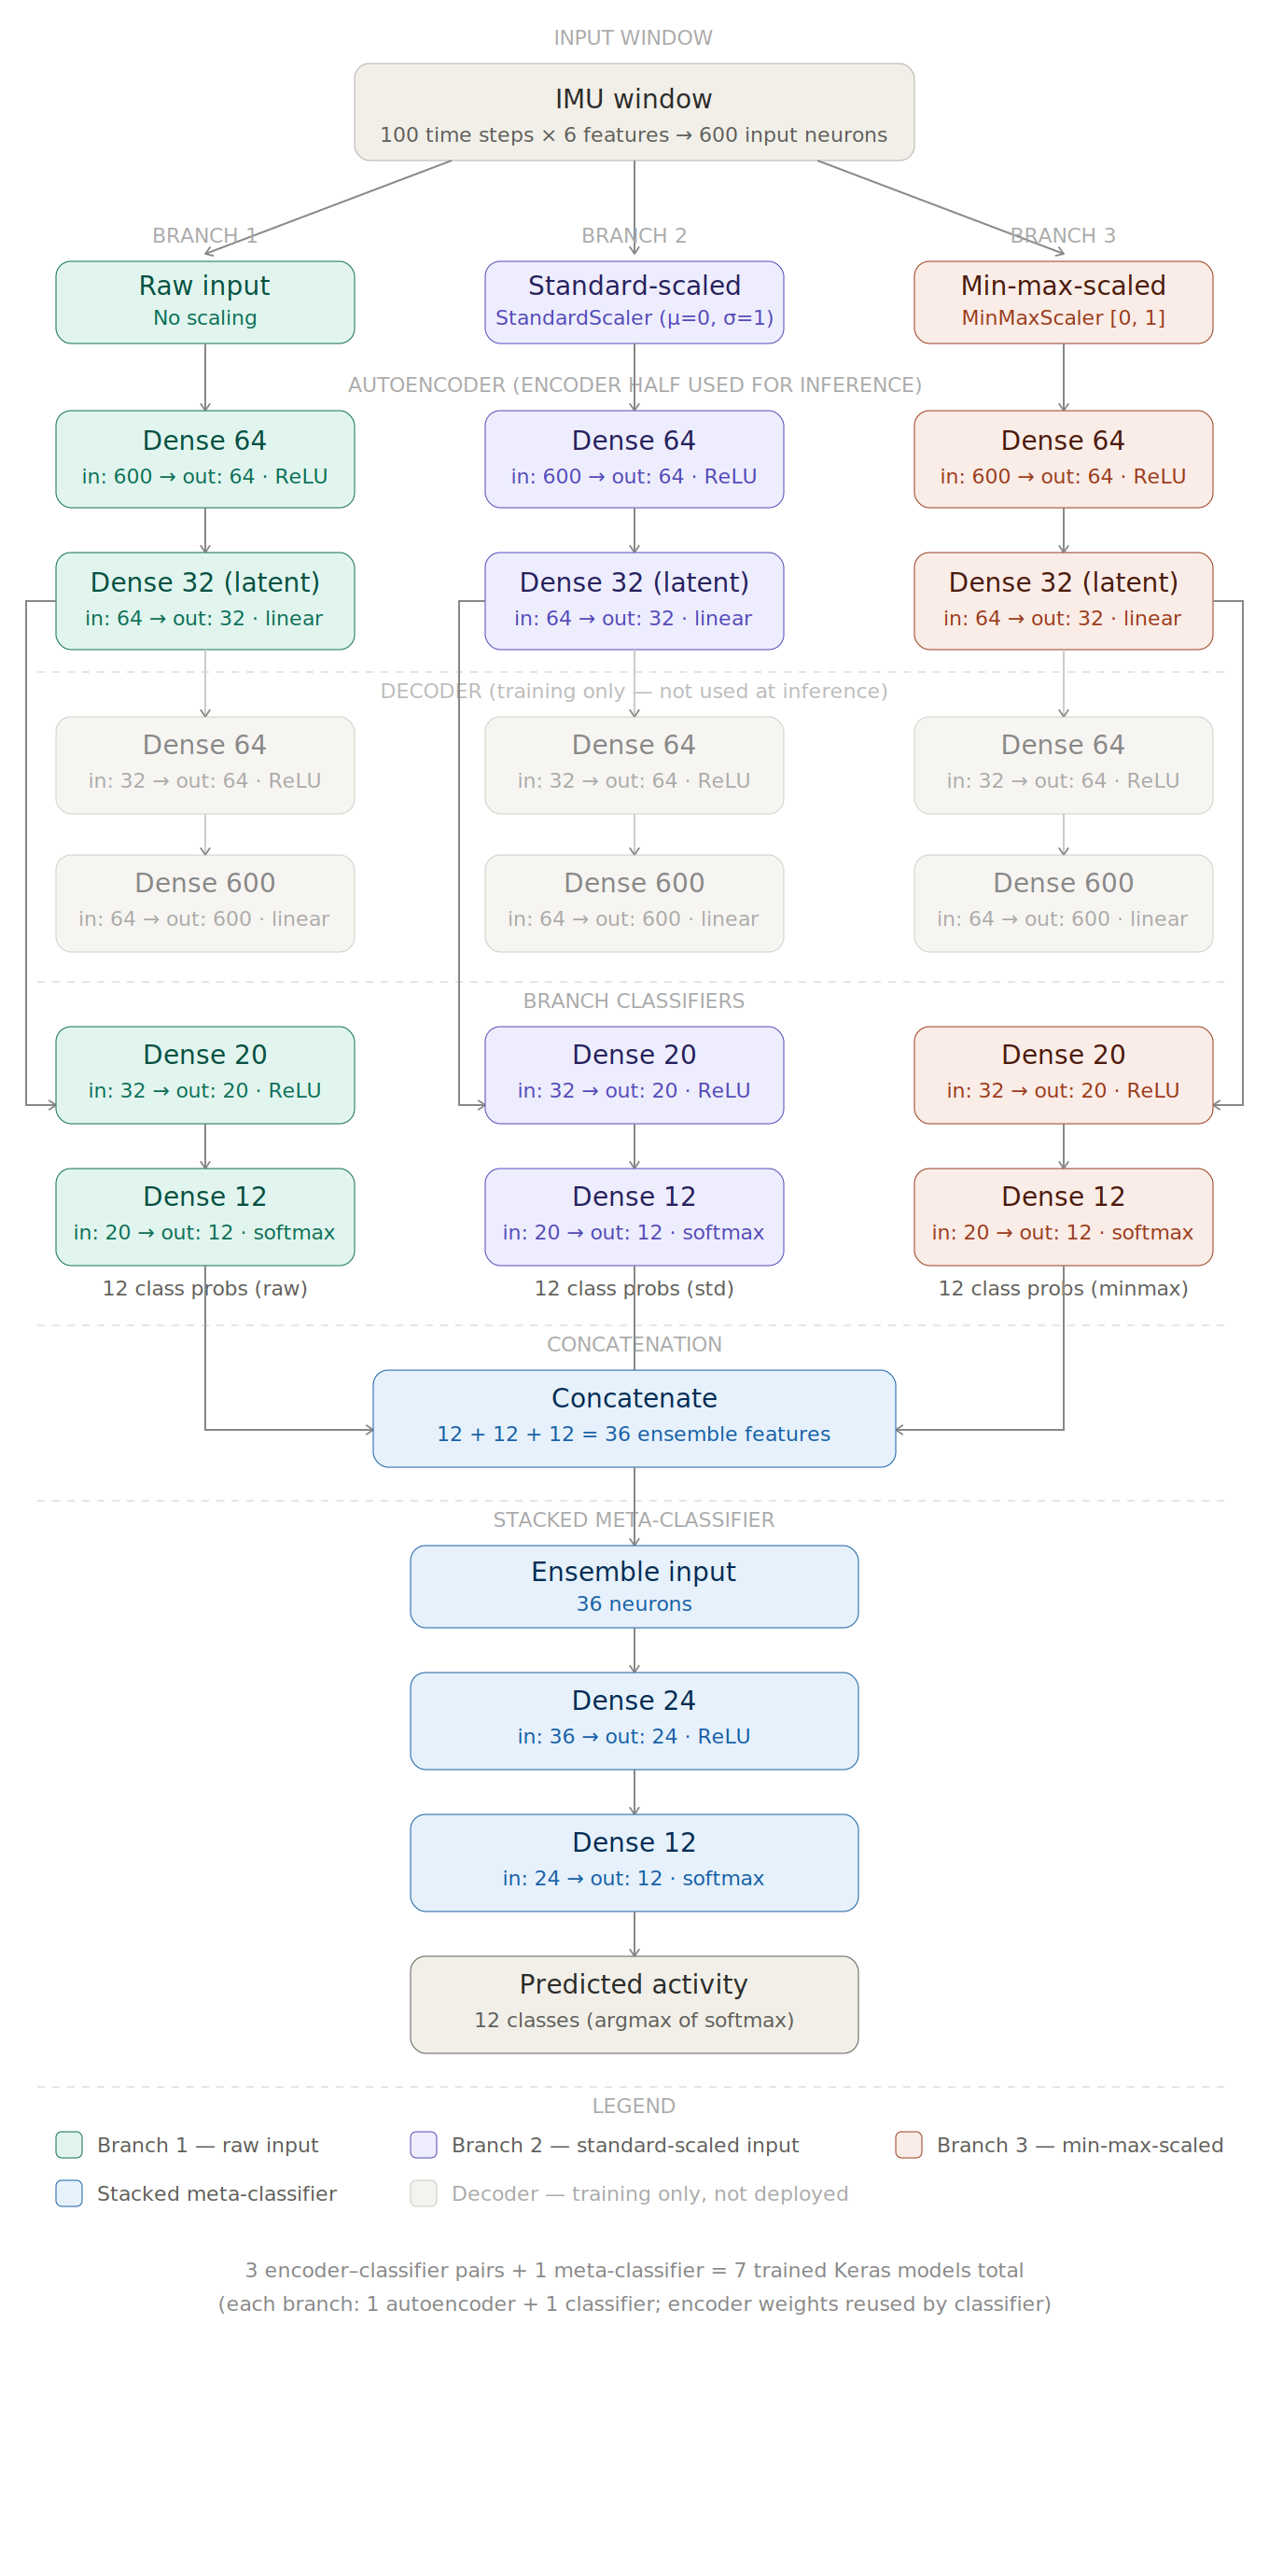 INPUT WINDOW
IMU window
100 time steps × 6 features → 600 input neurons
BRANCH 1
BRANCH 2
BRANCH 3
Raw input
No scaling
Standard-scaled
StandardScaler (μ=0, σ=1)
Min-max-scaled
MinMaxScaler [0, 1]
AUTOENCODER (ENCODER HALF USED FOR INFERENCE)
Dense 64
in: 600 → out: 64 · ReLU
Dense 64
in: 600 → out: 64 · ReLU
Dense 64
in: 600 → out: 64 · ReLU
Dense 32 (latent)
in: 64 → out: 32 · linear
Dense 32 (latent)
in: 64 → out: 32 · linear
Dense 32 (latent)
in: 64 → out: 32 · linear
DECODER (training only — not used at inference)
Dense 64
in: 32 → out: 64 · ReLU
Dense 64
in: 32 → out: 64 · ReLU
Dense 64
in: 32 → out: 64 · ReLU
Dense 600
in: 64 → out: 600 · linear
Dense 600
in: 64 → out: 600 · linear
Dense 600
in: 64 → out: 600 · linear
BRANCH CLASSIFIERS
Dense 20
in: 32 → out: 20 · ReLU
Dense 20
in: 32 → out: 20 · ReLU
Dense 20
in: 32 → out: 20 · ReLU
Dense 12
in: 20 → out: 12 · softmax
Dense 12
in: 20 → out: 12 · softmax
Dense 12
in: 20 → out: 12 · softmax
12 class probs (raw)
12 class probs (std)
12 class probs (minmax)
CONCATENATION
Concatenate
12 + 12 + 12 = 36 ensemble features
STACKED META-CLASSIFIER
Ensemble input
36 neurons
Dense 24
in: 36 → out: 24 · ReLU
Dense 12
in: 24 → out: 12 · softmax
Predicted activity
12 classes (argmax of softmax)
LEGEND
Branch 1 — raw input
Branch 2 — standard-scaled input
Branch 3 — min-max-scaled
Stacked meta-classifier
Decoder — training only, not deployed
3 encoder–classifier pairs + 1 meta-classifier = 7 trained Keras models total
(each branch: 1 autoencoder + 1 classifier; encoder weights reused by classifier)